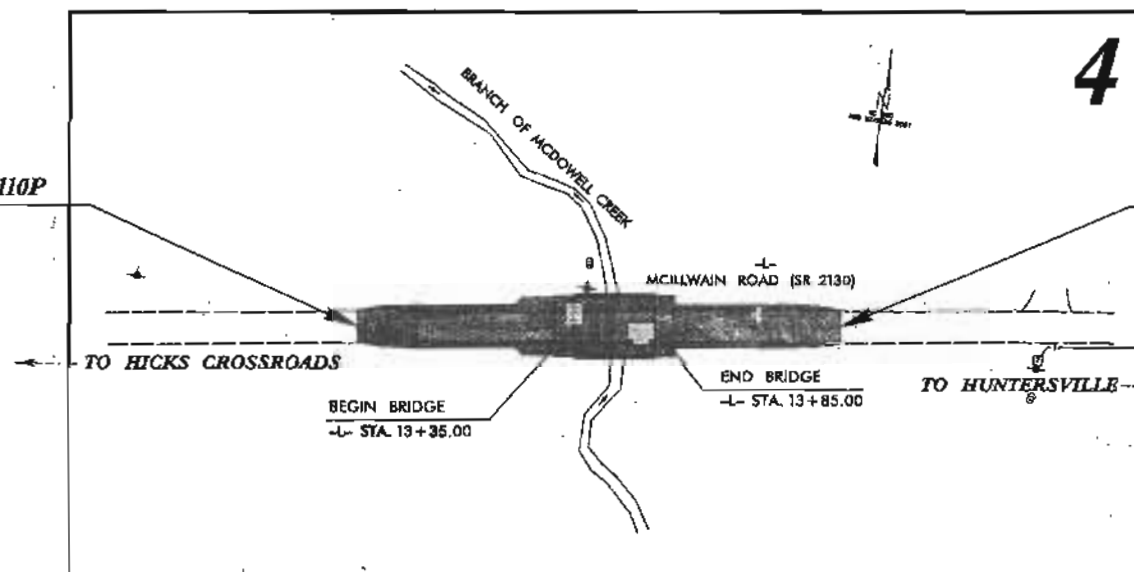 4
BRANCH OF MCDOWELL CREEK
110P
-L-
MCILLWAIN ROAD (SR 2130)
TO HICKS CROSSROADS
BEGIN BRIDGE
-L- STA. 13+35.00
END BRIDGE
-L- STA. 13+85.00
TO HUNTERSVILLE